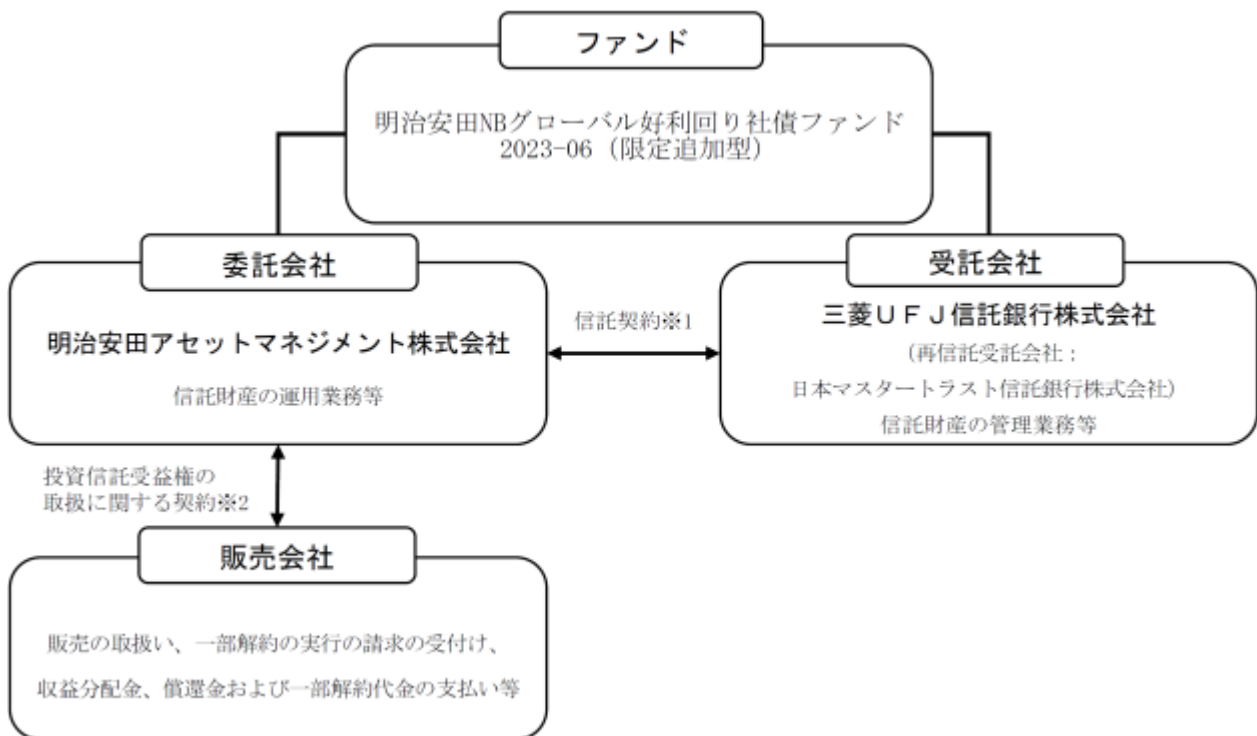 ファンド
明治安田NBグローバル好利回り社債ファンド
2023-06（限定追加型）
委託会社
明治安田アセットマネジメント株式会社
信託財産の運用業務等
信託契約※1
受託会社
三菱ＵＦＪ信託銀行株式会社
（再信託受託会社：
日本マスタートラスト信託銀行株式会社）
信託財産の管理業務等
投資信託受益権の
取扱に関する契約※2
販売会社
販売の取扱い、一部解約の実行の請求の受付け、
収益分配金、償還金および一部解約代金の支払い等